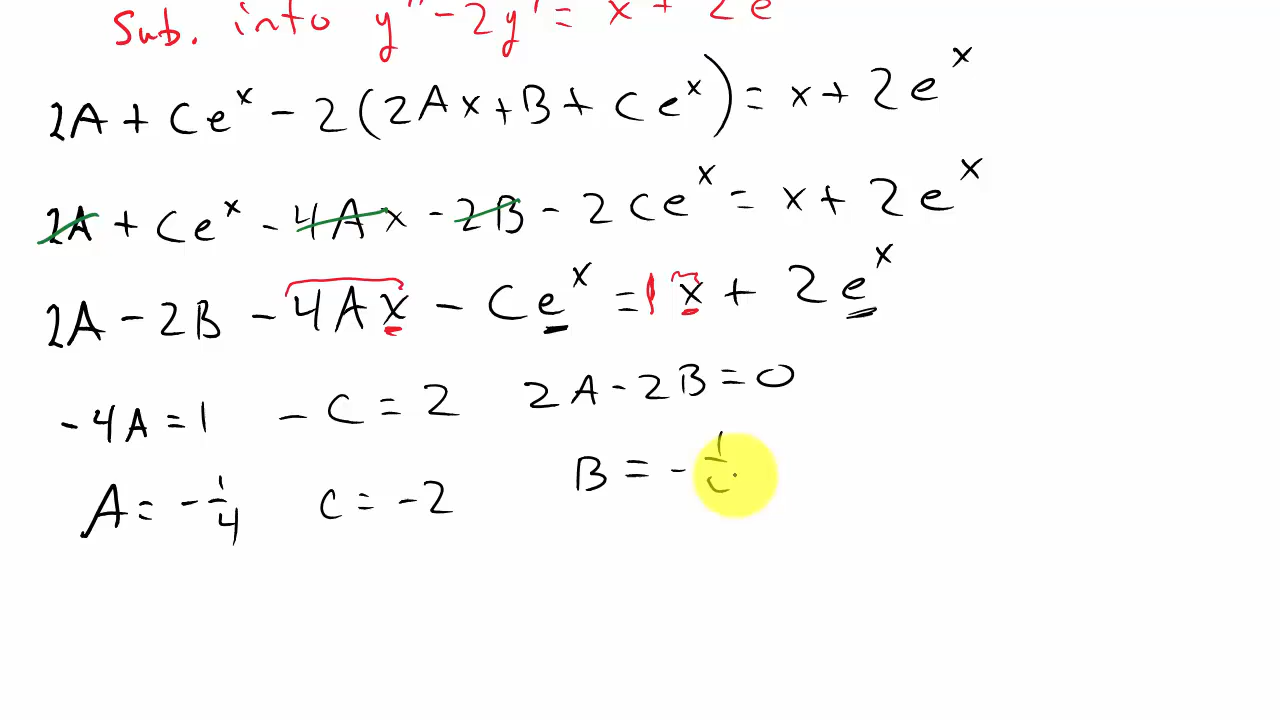 Sub. into y'' - 2y' = x + 2e
2A + Ce^x - 2(2Ax + B + Ce^x) = x + 2e^x
2A + Ce^x - 4Ax - 2B - 2Ce^x = x + 2e^x
2A - 2B - 4Ax - Ce^x = 1x + 2e^x
-4A = 1 -C = 2 2A - 2B = 0
A = -1/4 C = -2 B = -1/